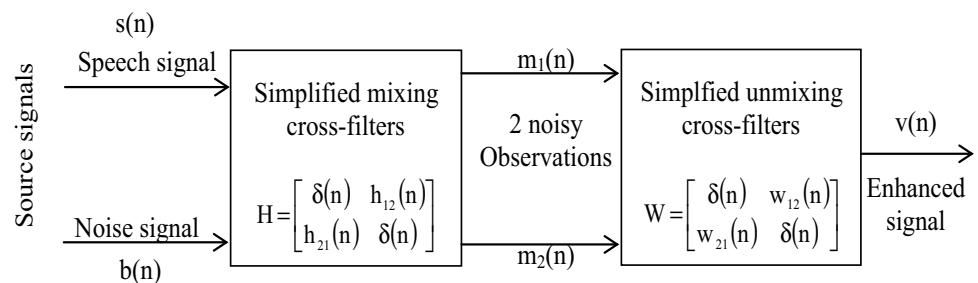 Source signals
s(n)
Speech signal
Noise signal
b(n)
Simplified mixing
cross-filters
H = [ δ(n) h₁₂(n)
h₂₁(n) δ(n) ]
m₁(n)
2 noisy
Observations
m₂(n)
Simplfied unmixing
cross-filters
W = [ δ(n) w₁₂(n)
w₂₁(n) δ(n) ]
v(n)
Enhanced
signal